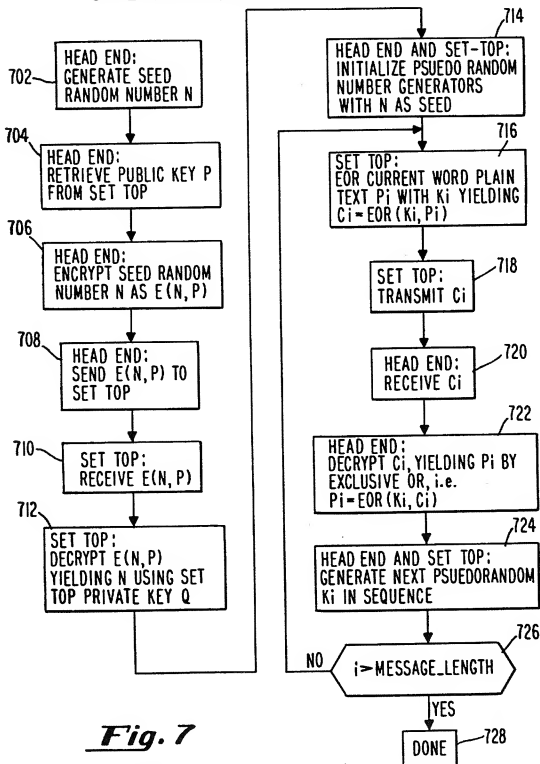 702
HEAD END:
GENERATE SEED
RANDOM NUMBER N
704
HEAD END:
RETRIEVE PUBLIC KEY P
FROM SET TOP
706
HEAD END:
ENCRYPT SEED RANDOM
NUMBER N AS E(N,P)
708
HEAD END:
SEND E(N,P) TO
SET TOP
710
SET TOP:
RECEIVE E(N,P)
712
SET TOP:
DECRYPT E(N,P)
YIELDING N USING SET
TOP PRIVATE KEY Q
714
HEAD END AND SET-TOP:
INITIALIZE PSUEDO RANDOM
NUMBER GENERATORS
WITH N AS SEED
716
SET TOP:
EOR CURRENT WORD PLAIN
TEXT Pi WITH Ki YIELDING
Ci=EOR(Ki,Pi)
718
SET TOP:
TRANSMIT Ci
720
HEAD END:
RECEIVE Ci
722
HEAD END:
DECRYPT Ci, YIELDING Pi BY
EXCLUSIVE OR, i.e.
Pi=EOR(Ki,Ci)
724
HEAD END AND SET TOP:
GENERATE NEXT PSUEDORANDOM
Ki IN SEQUENCE
726
NO
i>MESSAGE_LENGTH
YES
DONE
728
Fig. 7